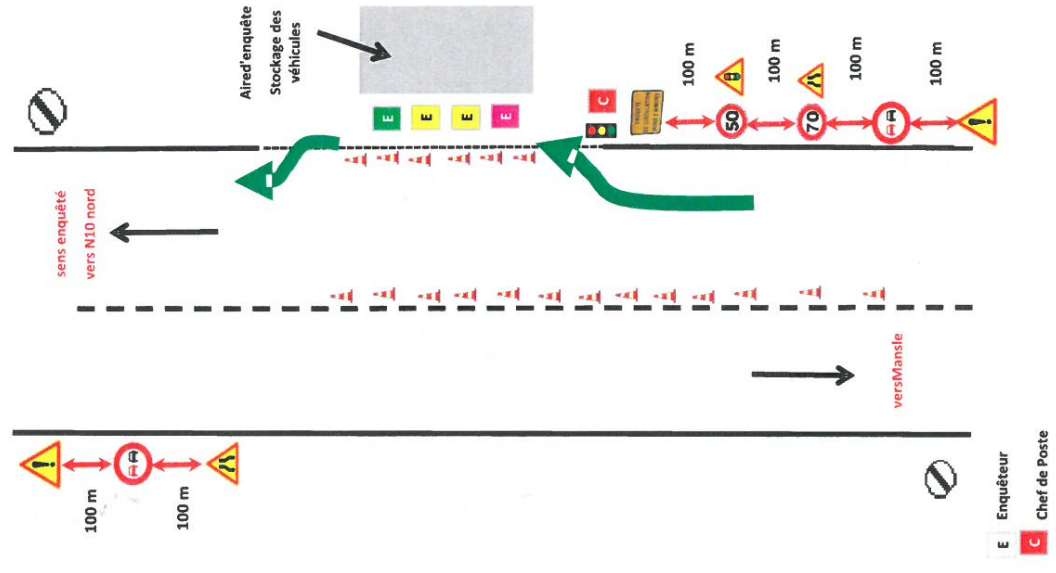 Aired'enquête
Stockage des
véhicules
sens enquêté
vers N10 nord
E
E
E
E
C
100 m
50
100 m
70
100 m
100 m
versMansle
100 m
100 m
E Enquêteur
C Chef de Poste